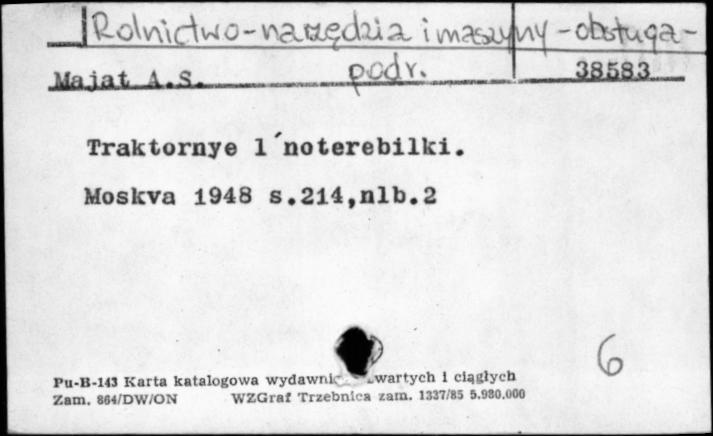 Rolnictwo - narzędzia i maszyny - obsługa -
podr.
Majat A.S. 38583
Traktornye l´noterebilki.
Moskva 1948 s.214,nlb.2
6
Pu-B-143 Karta katalogowa wartych i ciągłych
Zam. 864/DW/ON WZGraf Trzebnica zam. 1337/85 5.980.000